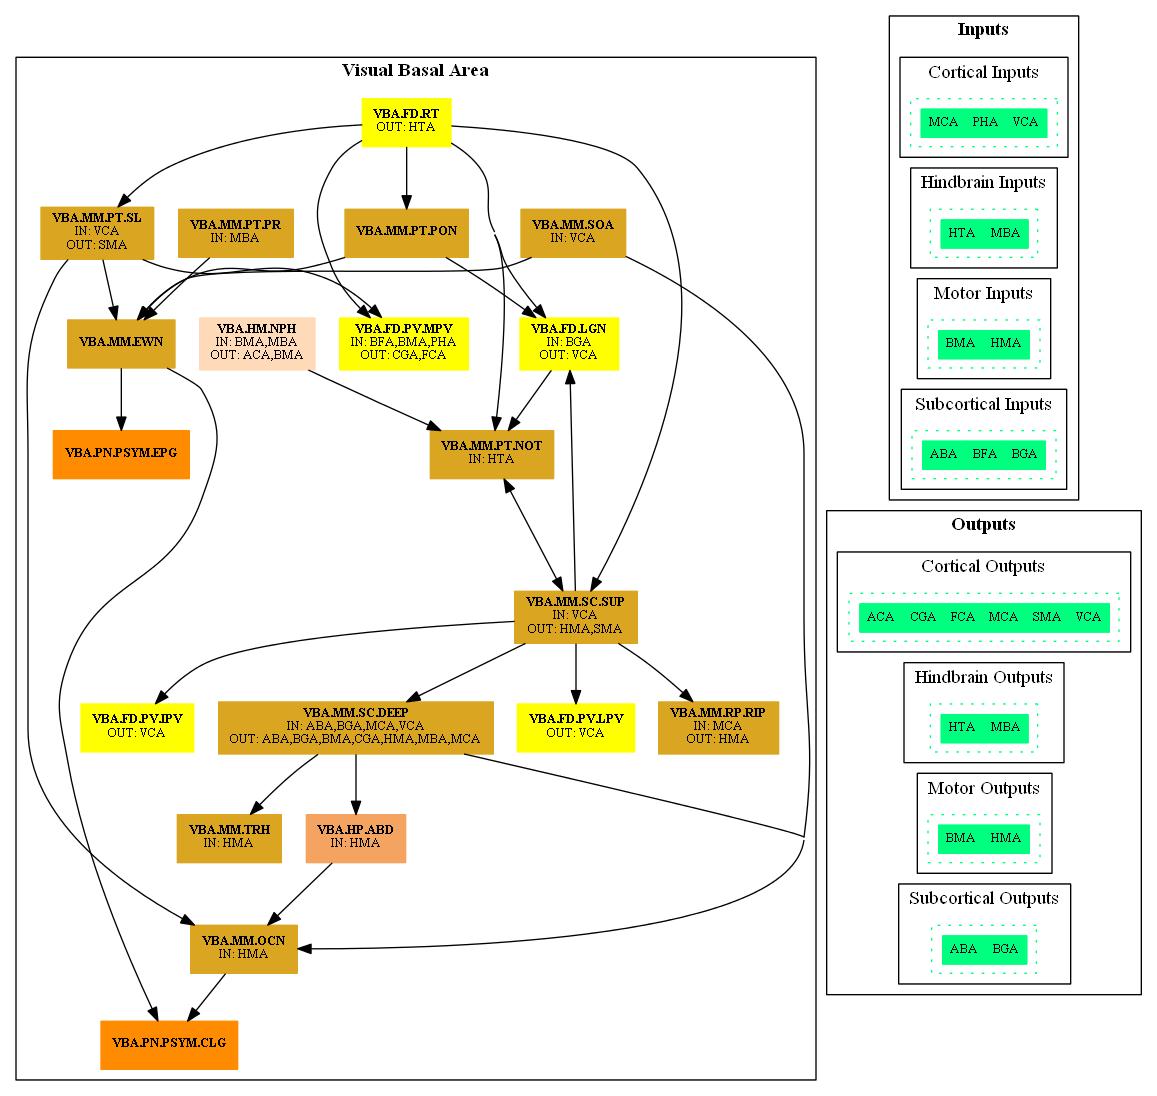 Visual Basal Area
VBA.FD.RT
OUT: HTA
VBA.MM.PT.SL
IN: VCA
OUT: SMA
VBA.MM.PT.PR
IN: MBA
VBA.MM.PT.PON
VBA.MM.SOA
IN: VCA
VBA.MM.EWN
VBA.HM.NPH
IN: BMA,MBA
OUT: ACA,BMA
VBA.FD.PV.MPV
IN: BFA,BMA,PHA
OUT: CGA,FCA
VBA.FD.LGN
IN: BGA
OUT: VCA
VBA.PN.PSYM.EPG
VBA.MM.PT.NOT
IN: HTA
VBA.MM.SC.SUP
IN: VCA
OUT: HMA,SMA
VBA.FD.PV.IPV
OUT: VCA
VBA.MM.SC.DEEP
IN: ABA,BGA,MCA,VCA
OUT: ABA,BGA,BMA,CGA,HMA,MBA,MCA
VBA.FD.PV.LPV
OUT: VCA
VBA.MM.RP.RIP
IN: MCA
OUT: HMA
VBA.MM.TRH
IN: HMA
VBA.HP.ABD
IN: HMA
VBA.MM.OCN
IN: HMA
VBA.PN.PSYM.CLG
Inputs
Cortical Inputs
MCA PHA VCA
Hindbrain Inputs
HTA MBA
Motor Inputs
BMA HMA
Subcortical Inputs
ABA BFA BGA
Outputs
Cortical Outputs
ACA CGA FCA MCA SMA VCA
Hindbrain Outputs
HTA MBA
Motor Outputs
BMA HMA
Subcortical Outputs
ABA BGA